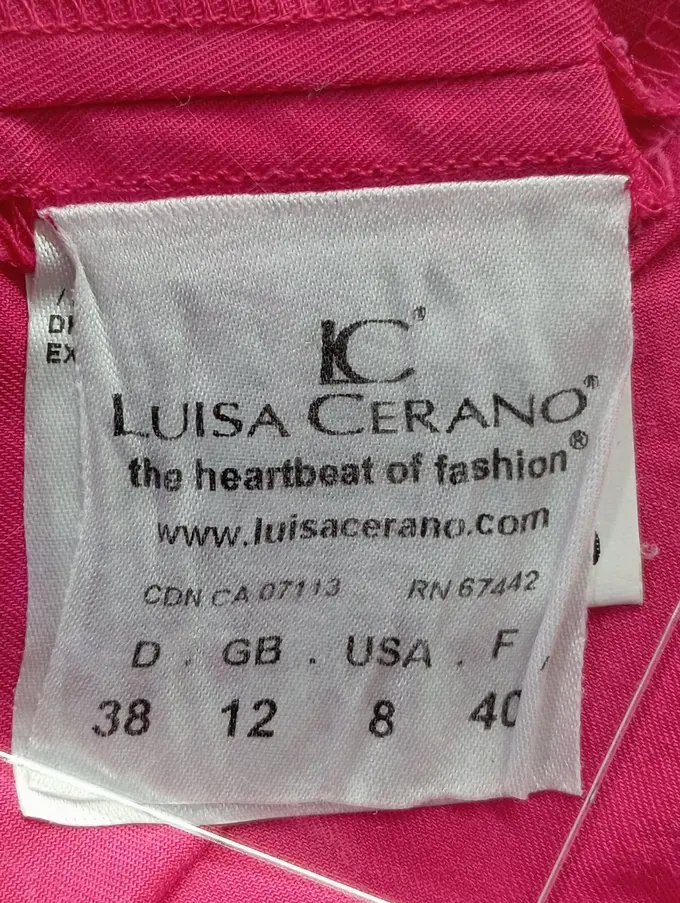 LC®
LUISA CERANO®
the heartbeat of fashion®
www.luisacerano.com
CDN CA 07113 RN 67442
D . GB . USA . F
38 12 8 40